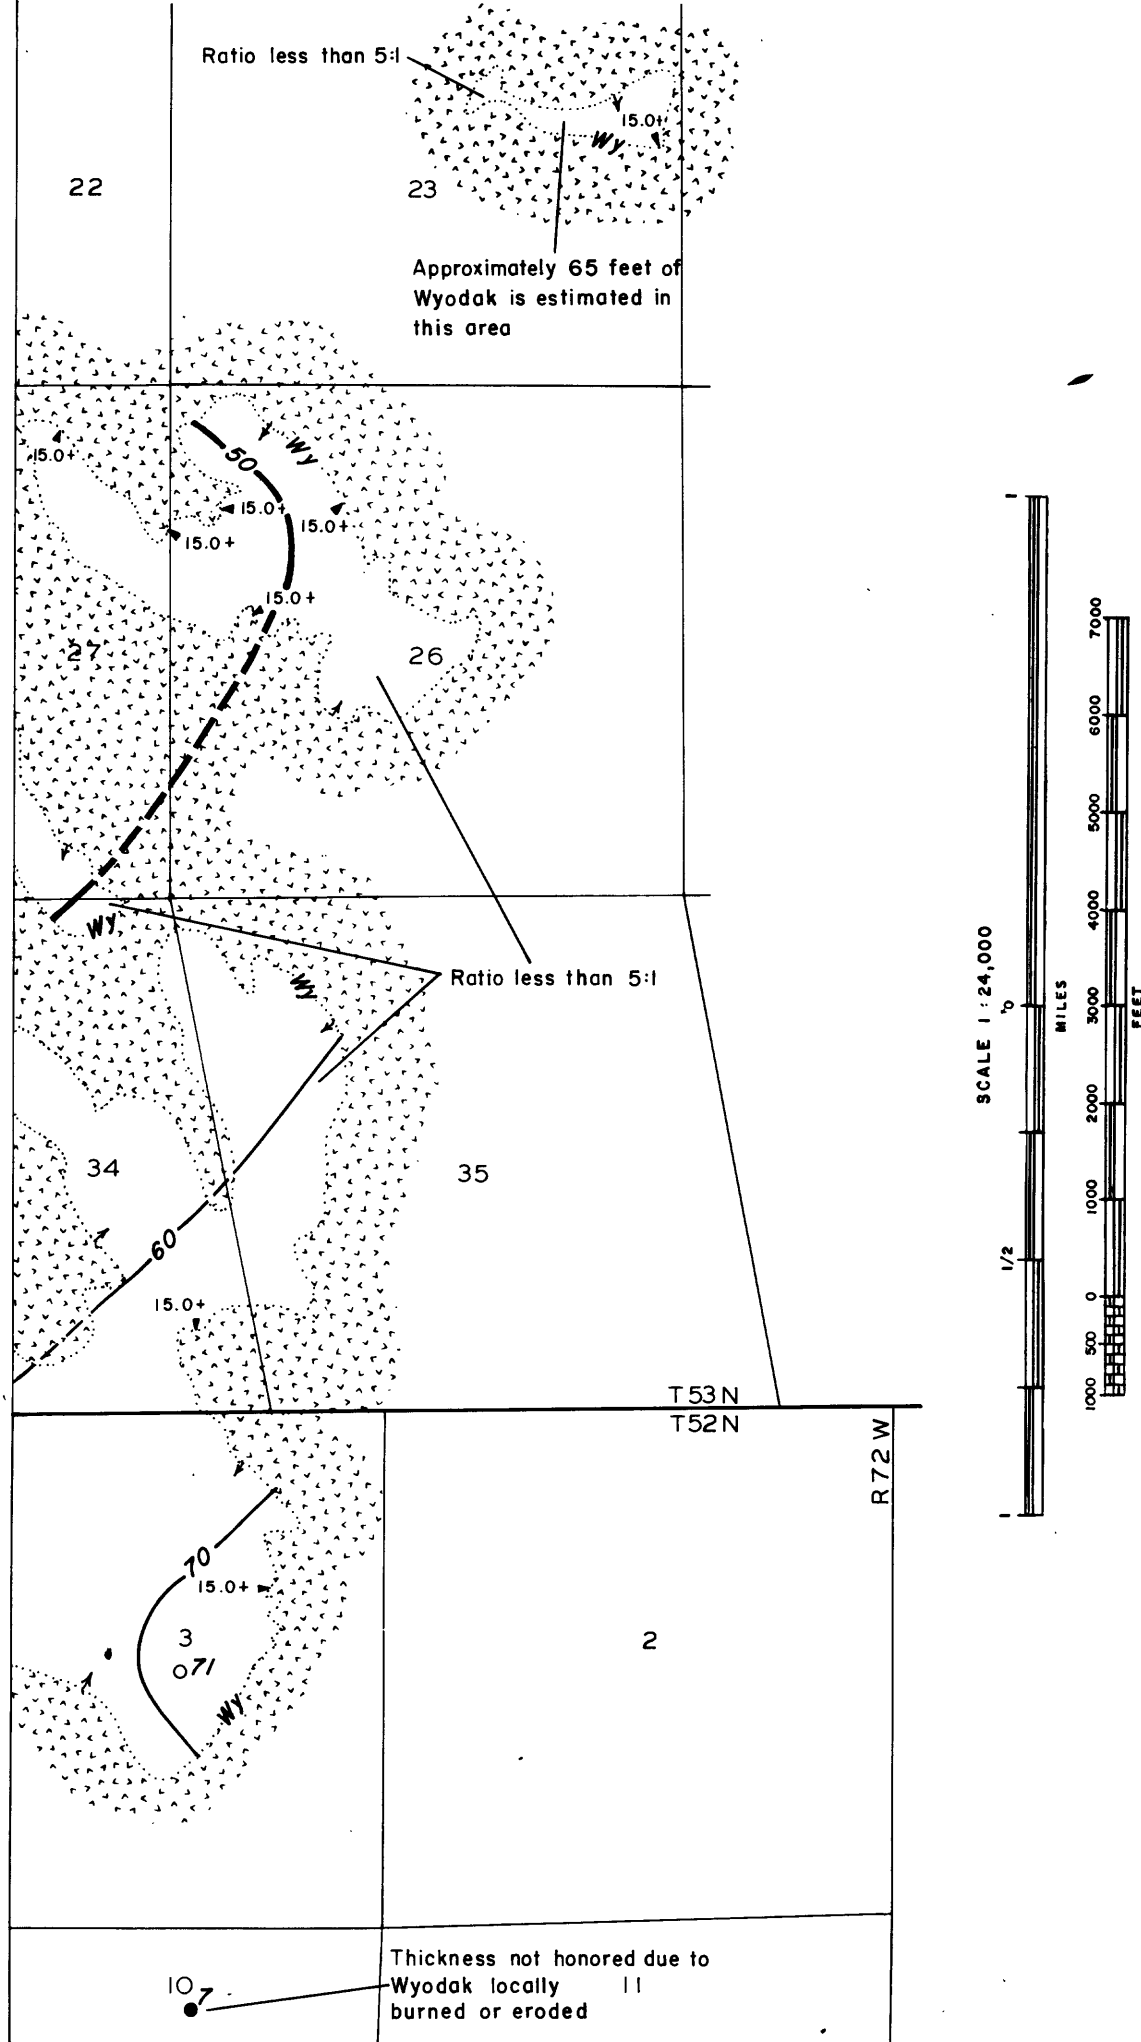 Ratio less than 5:1
15.0+
Wy
22
23
Approximately 65 feet of
Wyodak is estimated in
this area
15.0+
50
Wy
15.0+
15.0+
15.0+
15.0+
27
26
Wy
Wy
Ratio less than 5:1
34
35
60
15.0+
T53N
T52N
R72W
70
15.0+
3
71
2
Wy
Thickness not honored due to
10
Wyodak locally
11
7
burned or eroded
SCALE 1:24,000
1
0
1/2
1
MILES
7000
6000
5000
4000
3000
2000
1000
0
500
1000
FEET